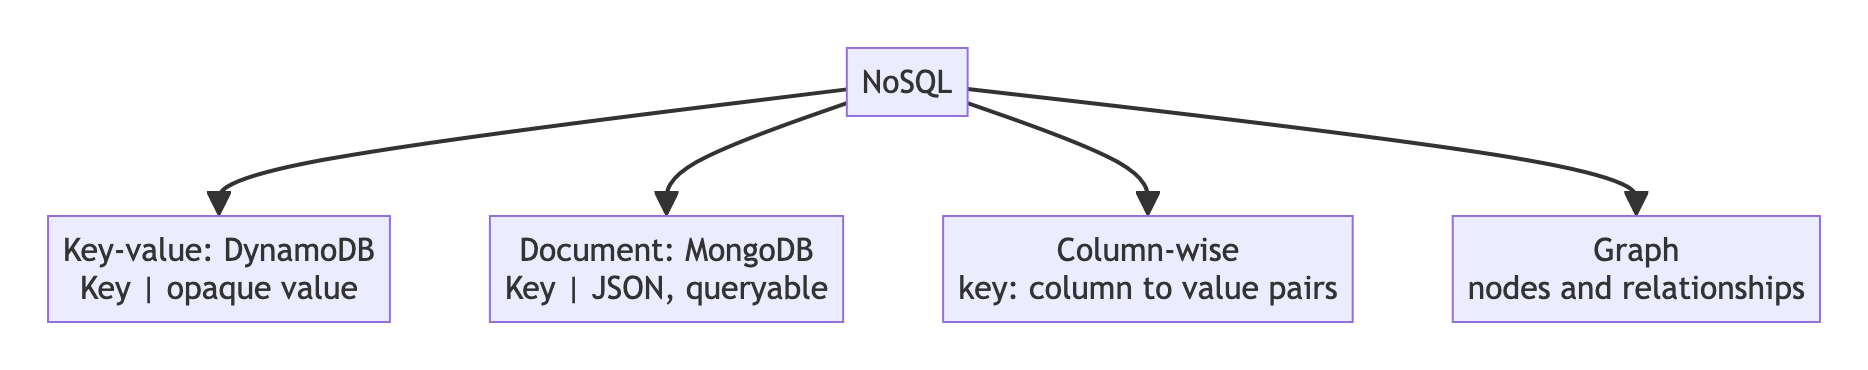 NoSQL
Key-value: DynamoDB
Key | opaque value
Document: MongoDB
Key | JSON, queryable
Column-wise
key: column to value pairs
Graph
nodes and relationships